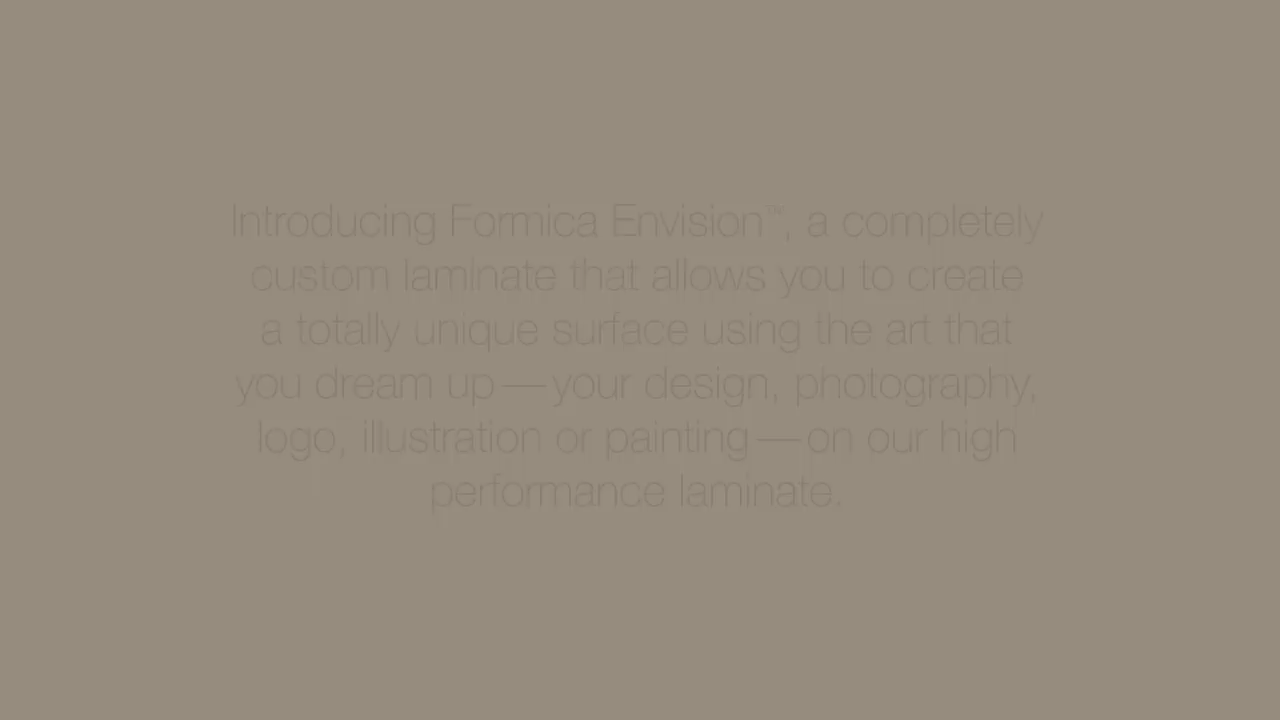 Introducing Formica Envision™, a completely
custom laminate that allows you to create
a totally unique surface using the art that
you dream up—your design, photography,
logo, illustration or painting—on our high
performance laminate.